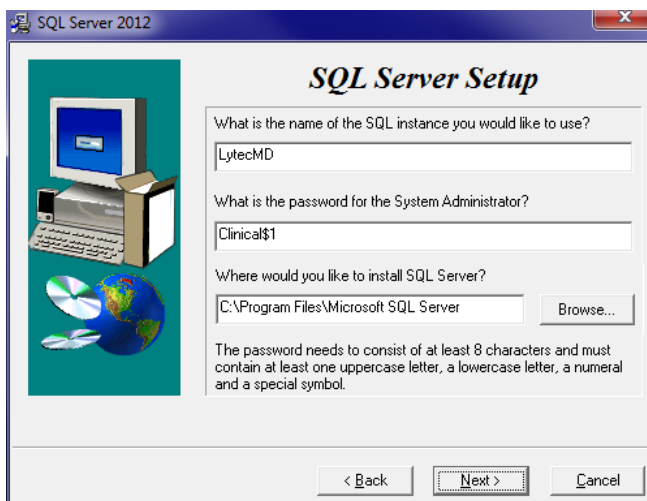 SQL Server 2012
SQL Server Setup
What is the name of the SQL instance you would like to use?
LytecMD
What is the password for the System Administrator?
Clinical$1
Where would you like to install SQL Server?
C:\Program Files\Microsoft SQL Server
Browse...
The password needs to consist of at least 8 characters and must
contain at least one uppercase letter, a lowercase letter, a numeral
and a special symbol.
< Back
Next >
Cancel